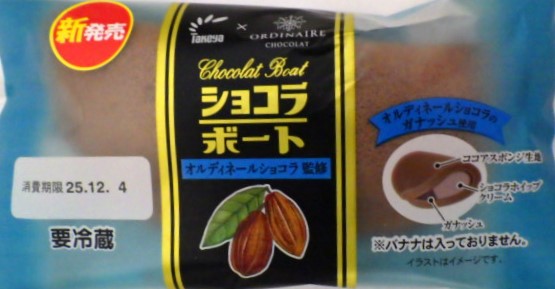 新発売
Takeya × ORDINAIRE
CHOCOLAT
Chocolat Boat
ショコラ
ボート
オルディネールショコラ 監修
オルディネールショコラの
ガナッシュ使用
ココアスポンジ生地
ショコラホイップ
クリーム
ガナッシュ
※バナナは入っておりません。
イラストはイメージです。
消費期限 25.12. 4
要冷蔵